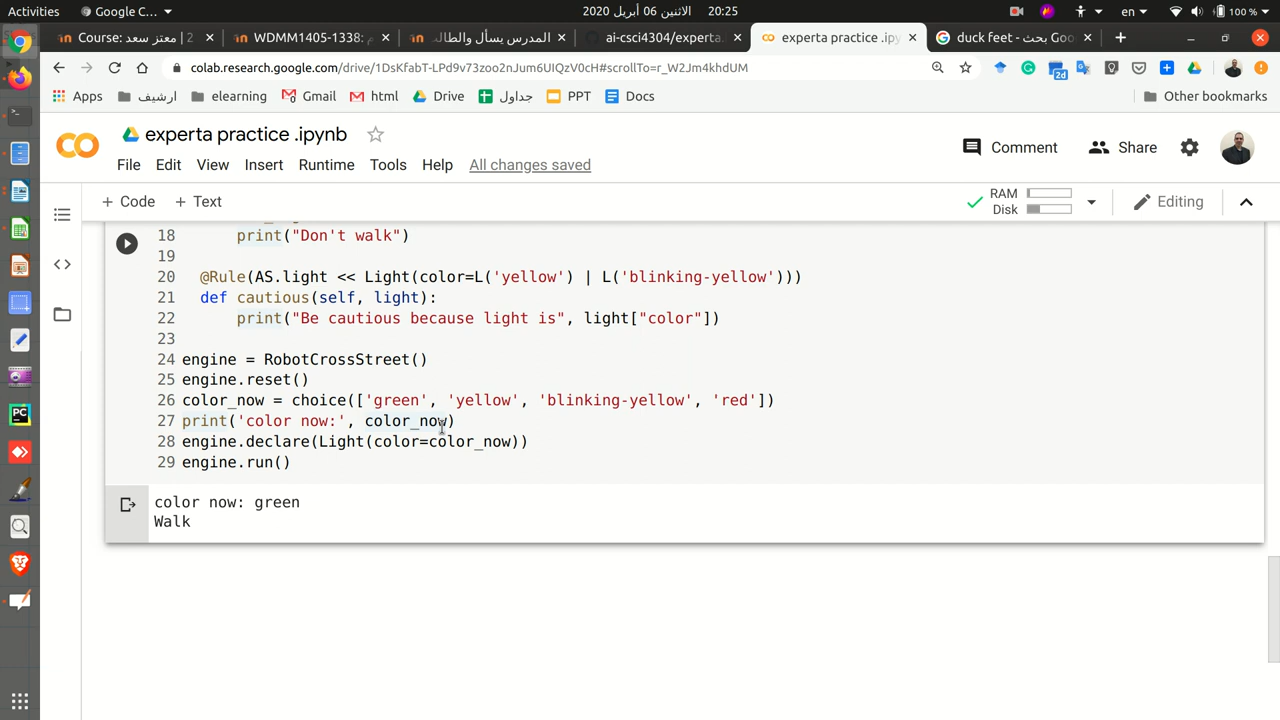 Activities
Google C...
2020 الاثنين 06 أبريل 20:25
en
100 %
Course: معتز سعد | 2
WDMM1405-1338: م
المدرس يسأل والطالـ
ai-csci4304/experta.
experta practice .ipyn
duck feet - بحث Goo
colab.research.google.com/drive/1DsKfabT-LPd9v73zoo2nJum6UIQzV0cH#scrollTo=r_W2Jm4khdUM
2d
Apps
ارشيف
elearning
Gmail
html
Drive
جداول
PPT
Docs
Other bookmarks
experta practice .ipynb
Comment
Share
File Edit View Insert Runtime Tools Help All changes saved
+ Code + Text
RAM
Disk
Editing
18 print("Don't walk")
19
20 @Rule(AS.light << Light(color=L('yellow') | L('blinking-yellow')))
21 def cautious(self, light):
22 print("Be cautious because light is", light["color"])
23
24 engine = RobotCrossStreet()
25 engine.reset()
26 color_now = choice(['green', 'yellow', 'blinking-yellow', 'red'])
27 print('color now:', color_now)
28 engine.declare(Light(color=color_now))
29 engine.run()
color now: green
Walk